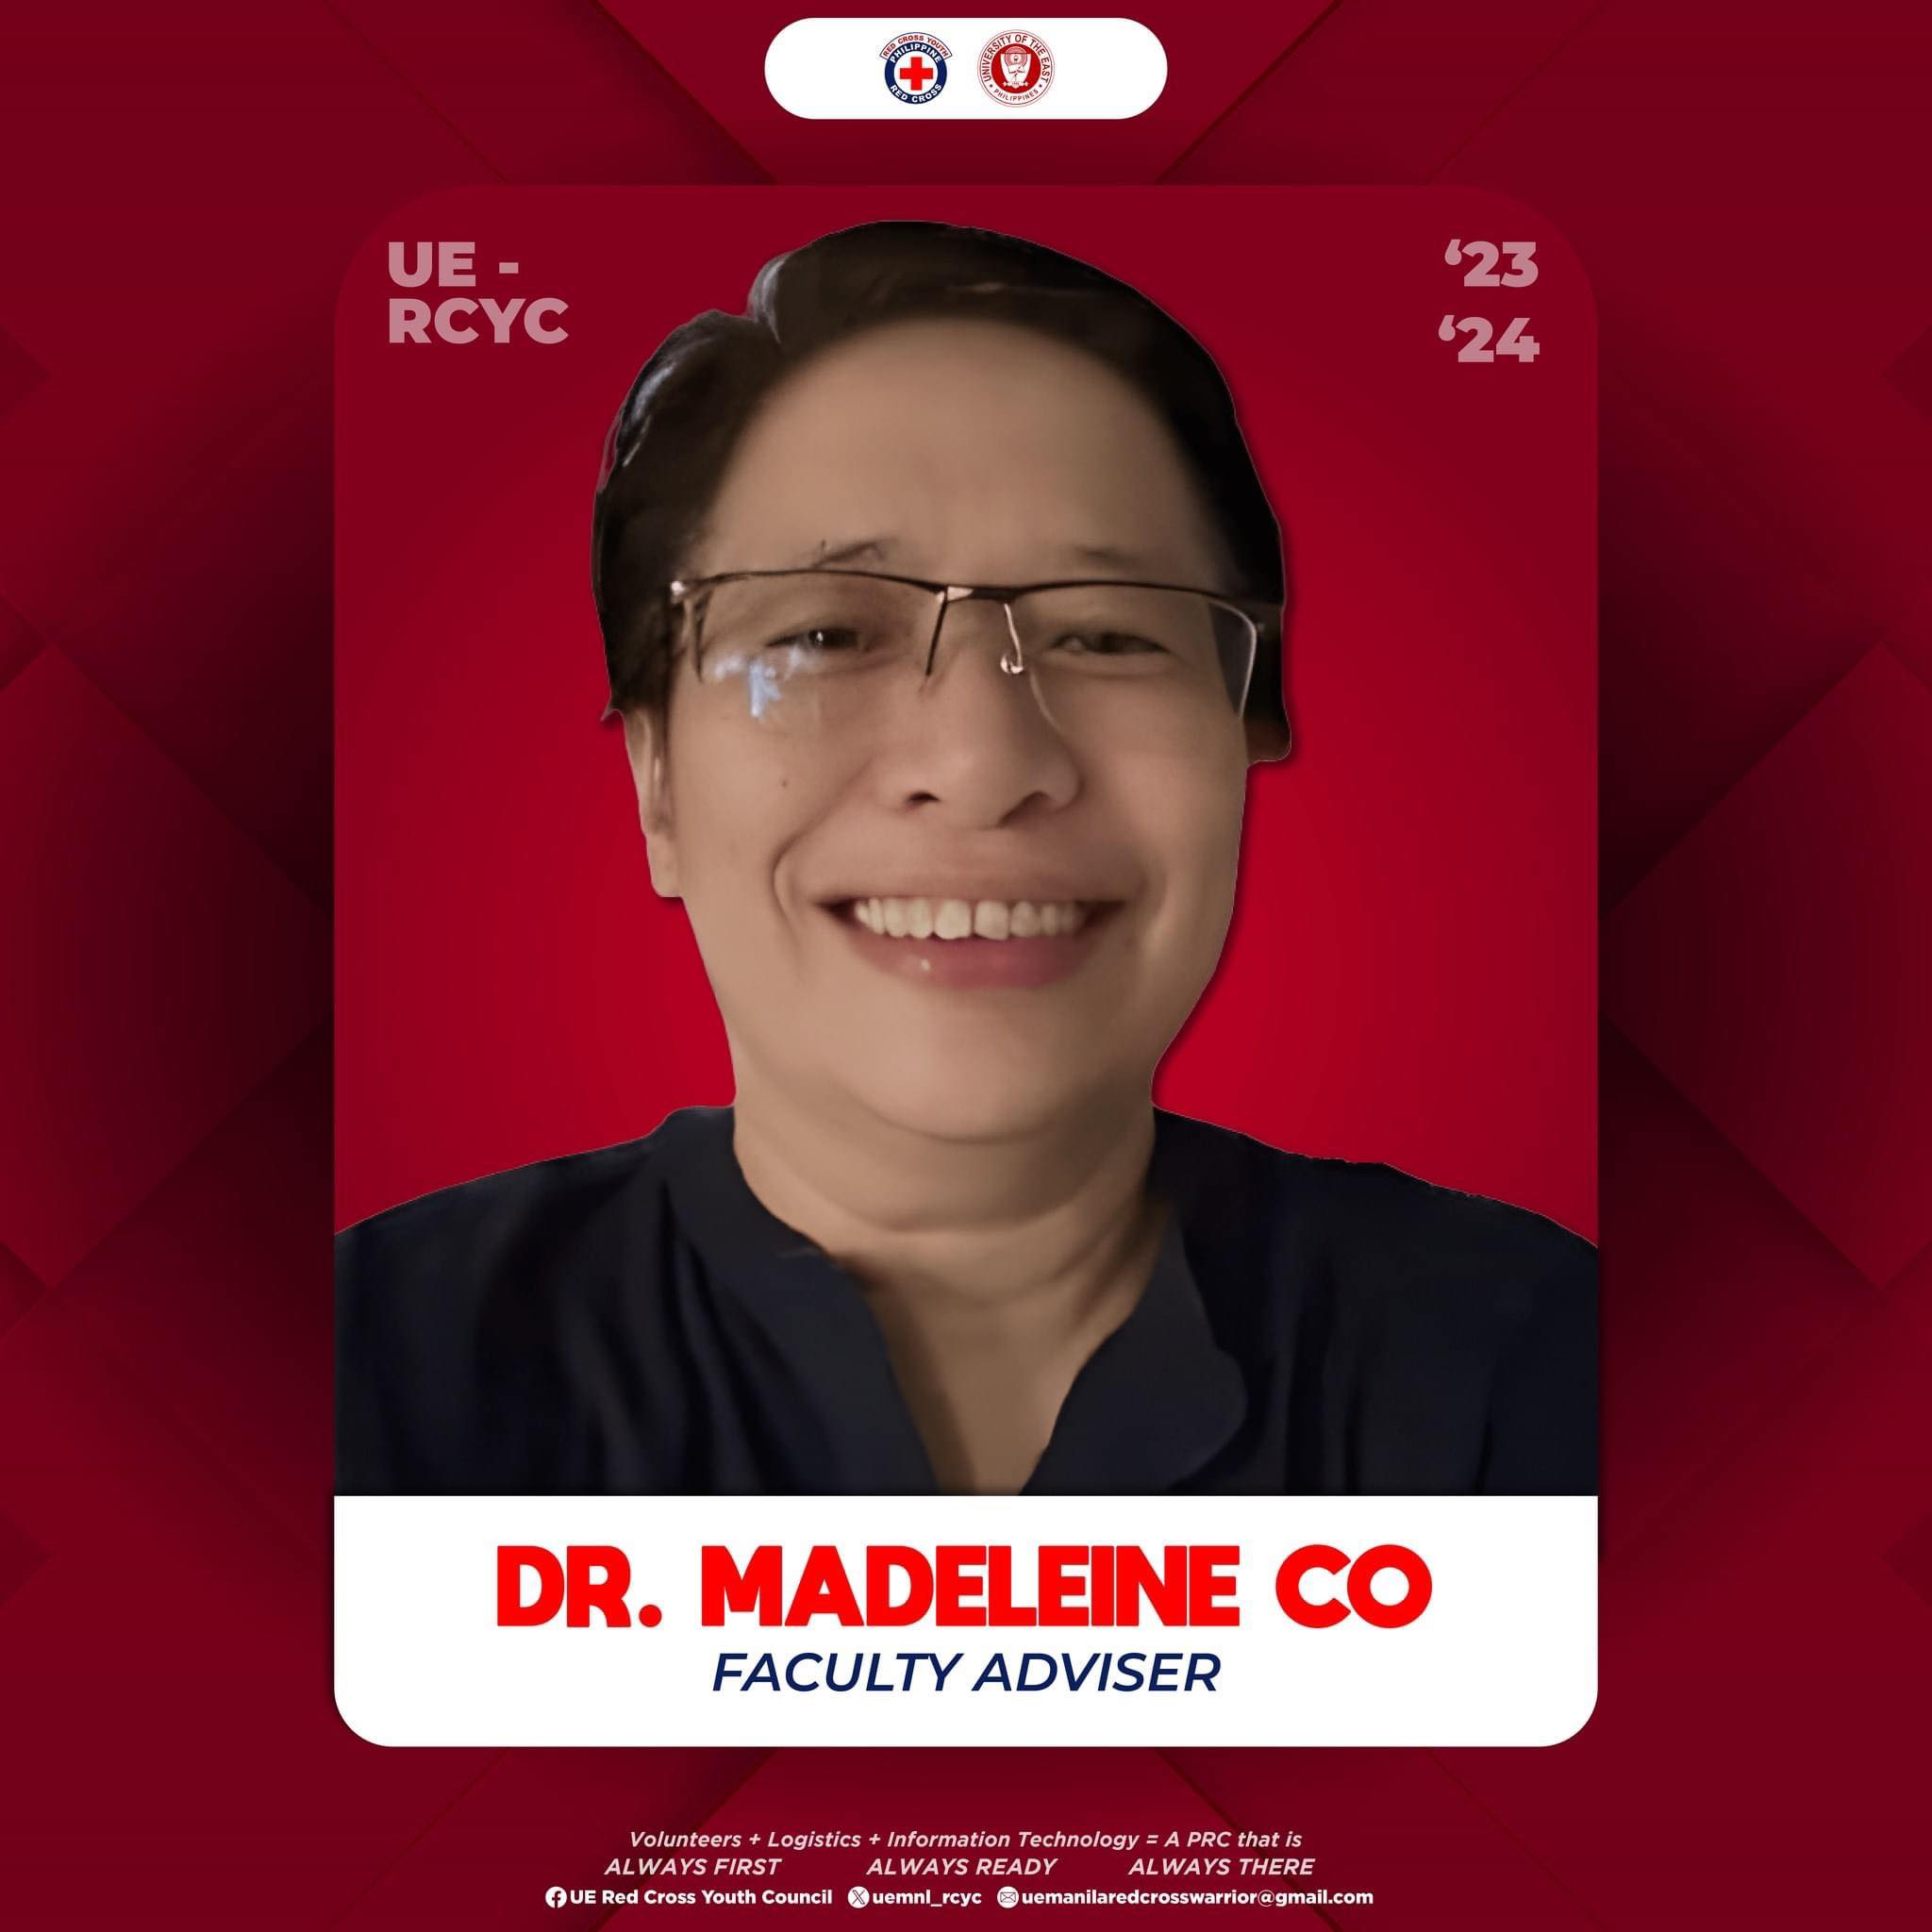 RED CROSS YOUTH
PHILIPPINE
RED CROSS
UNIVERSITY OF THE EAST
PHILIPPINES
UE -
RCYC
‘23
‘24
DR. MADELEINE CO
FACULTY ADVISER
Volunteers + Logistics + Information Technology = A PRC that is
ALWAYS FIRST ALWAYS READY ALWAYS THERE
UE Red Cross Youth Council uemnl_rcyc uemanilaredcrosswarrior@gmail.com